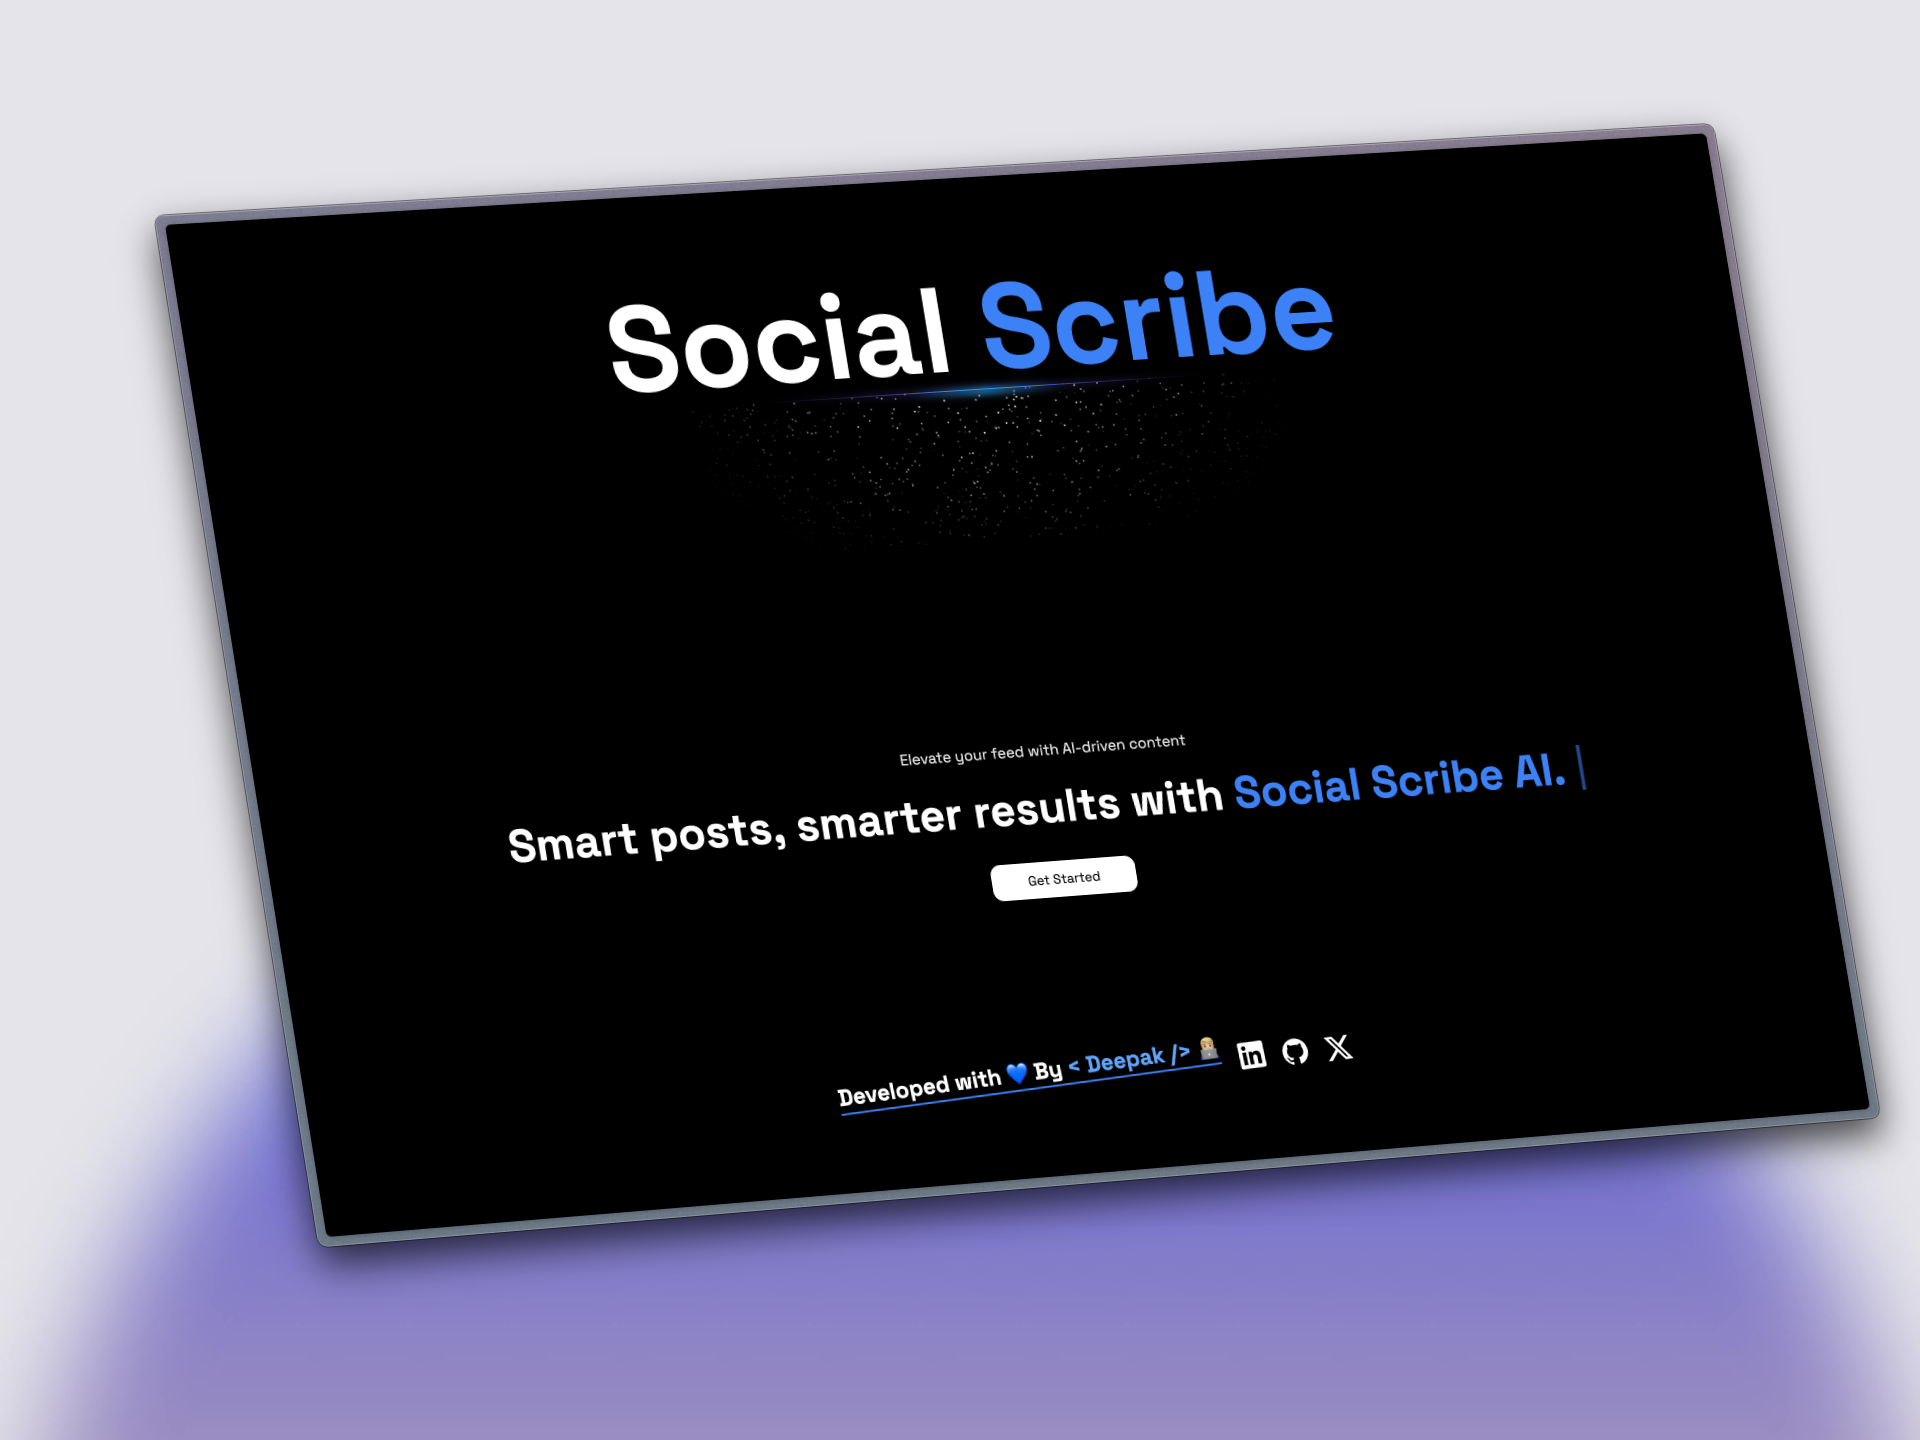 Social Scribe
Elevate your feed with AI-driven content
Smart posts, smarter results with Social Scribe AI.
Get Started
Developed with 💙 By < Deepak /> 👨🏼‍💻 in X